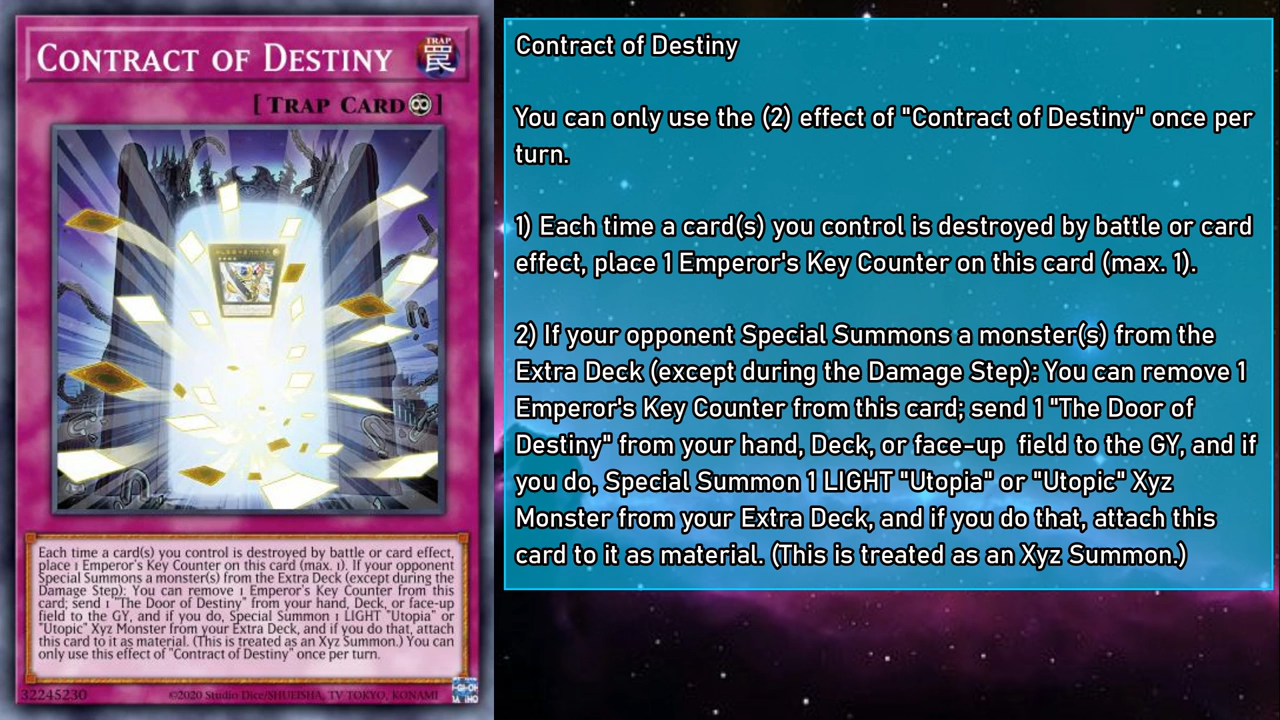 CONTRACT OF DESTINY
TRAP
罠
[ TRAP CARD ]
Each time a card(s) you control is destroyed by battle or card effect,
place 1 Emperor's Key Counter on this card (max. 1). If your opponent
Special Summons a monster(s) from the Extra Deck (except during the
Damage Step): You can remove 1 Emperor's Key Counter from this
card; send 1 "The Door of Destiny" from your hand, Deck, or face-up
field to the GY, and if you do, Special Summon 1 LIGHT "Utopia" or
"Utopic" Xyz Monster from your Extra Deck, and if you do that, attach
this card to it as material. (This is treated as an Xyz Summon.) You can
only use this effect of "Contract of Destiny" once per turn.
32245230
©2020 Studio Dice/SHUEISHA, TV TOKYO, KONAMI
Contract of Destiny
You can only use the (2) effect of "Contract of Destiny" once per
turn.
1) Each time a card(s) you control is destroyed by battle or card
effect, place 1 Emperor's Key Counter on this card (max. 1).
2) If your opponent Special Summons a monster(s) from the
Extra Deck (except during the Damage Step): You can remove 1
Emperor's Key Counter from this card; send 1 "The Door of
Destiny" from your hand, Deck, or face-up  field to the GY, and if
you do, Special Summon 1 LIGHT "Utopia" or "Utopic" Xyz
Monster from your Extra Deck, and if you do that, attach this
card to it as material. (This is treated as an Xyz Summon.)